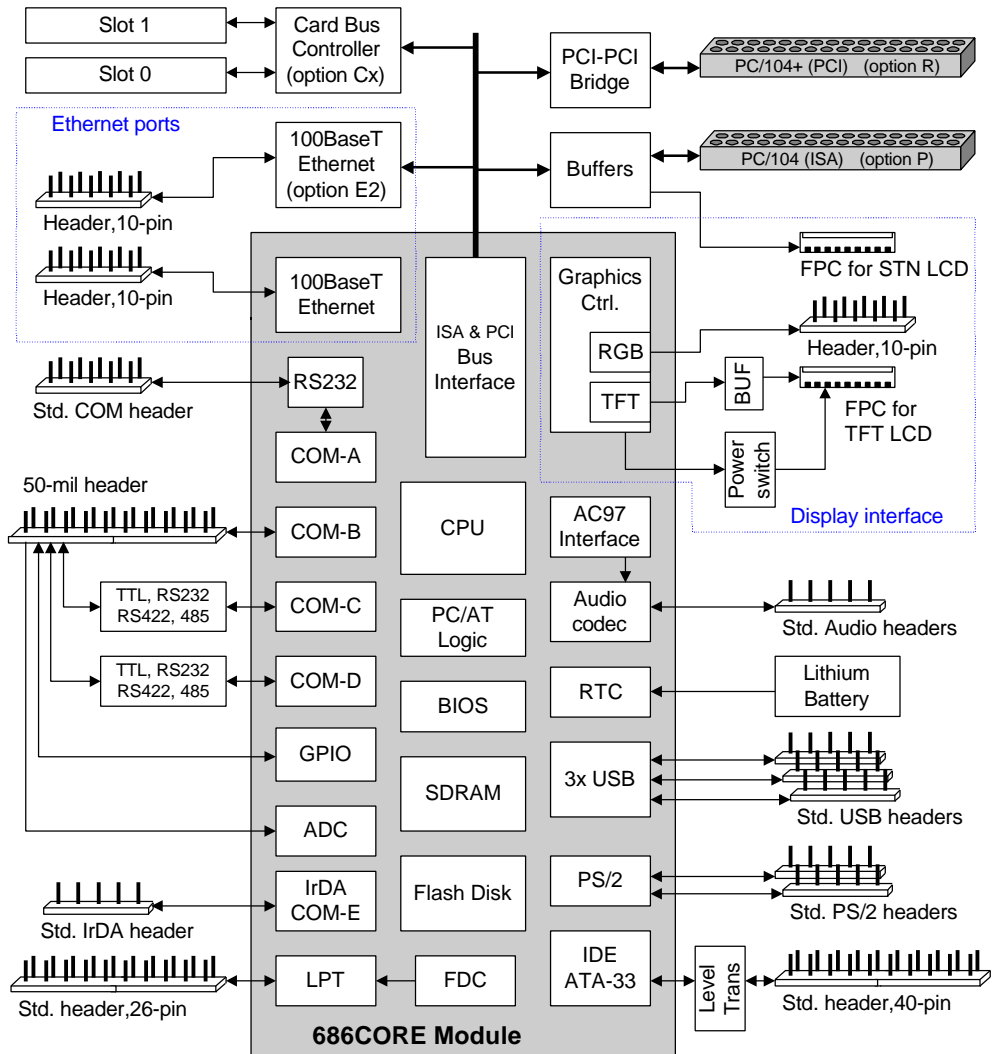 Slot 1
Slot 0
Card Bus
Controller
(option Cx)
PCI-PCI
Bridge
PC/104+ (PCI) (option R)
Ethernet ports
100BaseT
Ethernet
(option E2)
Buffers
PC/104 (ISA) (option P)
Header,10-pin
Header,10-pin
100BaseT
Ethernet
ISA & PCI
Bus
Interface
Graphics
Ctrl.
RGB
TFT
FPC for STN LCD
Header,10-pin
BUF
FPC for
TFT LCD
Power
switch
Display interface
Std. COM header
RS232
COM-A
50-mil header
COM-B
CPU
AC97
Interface
TTL, RS232
RS422, 485
COM-C
PC/AT
Logic
Audio
codec
Std. Audio headers
TTL, RS232
RS422, 485
COM-D
BIOS
RTC
Lithium
Battery
GPIO
SDRAM
3x USB
Std. USB headers
ADC
IrDA
COM-E
Flash Disk
PS/2
Std. PS/2 headers
Std. IrDA header
LPT
FDC
IDE
ATA-33
Level
Trans
Std. header,26-pin
Std. header,40-pin
686CORE Module